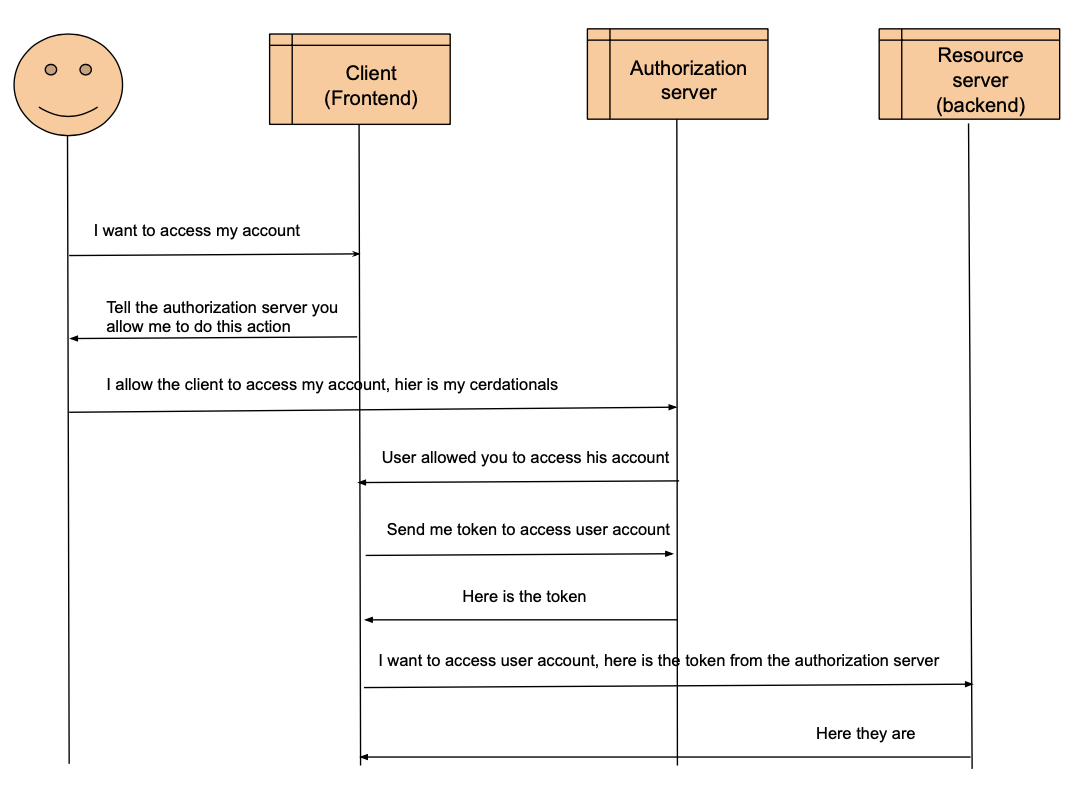 Client
(Frontend)
Authorization
server
Resource
server
(backend)
I want to access my account
Tell the authorization server you
allow me to do this action
I allow the client to access my account, hier is my cerdationals
User allowed you to access his account
Send me token to access user account
Here is the token
I want to access user account, here is the token from the authorization server
Here they are